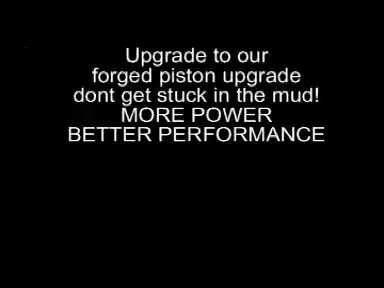 Upgrade to our
forged piston upgrade
dont get stuck in the mud!
MORE POWER
BETTER PERFORMANCE